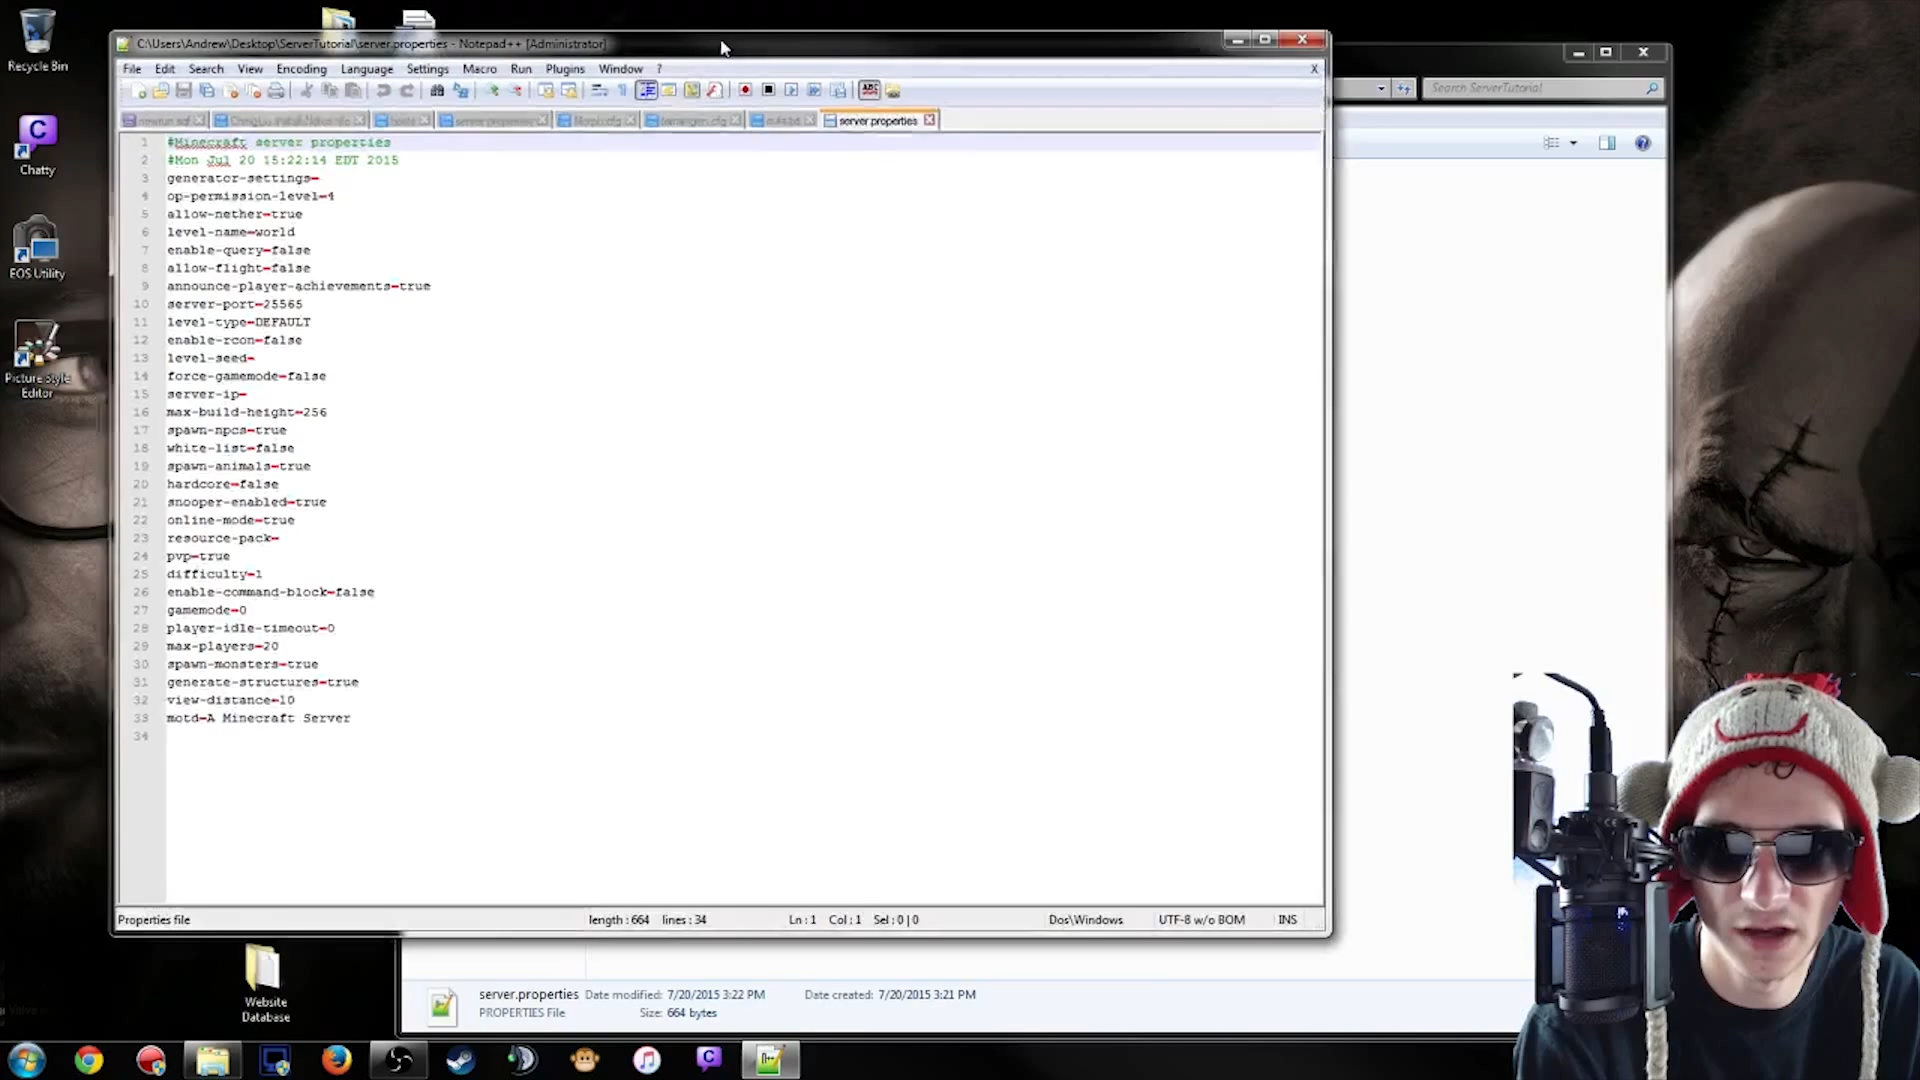 Recycle Bin
Chatty
EOS Utility
Picture Style
Editor
C:\Users\Andrew\Desktop\ServerTutorial\server.properties - Notepad++ [Administrator]
File Edit Search View Encoding Language Settings Macro Run Plugins Window ? X
server.properties
1 #Minecraft server properties
2 #Mon Jul 20 15:22:14 EDT 2015
3 generator-settings=
4 op-permission-level=4
5 allow-nether=true
6 level-name=world
7 enable-query=false
8 allow-flight=false
9 announce-player-achievements=true
10 server-port=25565
11 level-type=DEFAULT
12 enable-rcon=false
13 level-seed=
14 force-gamemode=false
15 server-ip=
16 max-build-height=256
17 spawn-npcs=true
18 white-list=false
19 spawn-animals=true
20 hardcore=false
21 snooper-enabled=true
22 online-mode=true
23 resource-pack=
24 pvp=true
25 difficulty=1
26 enable-command-block=false
27 gamemode=0
28 player-idle-timeout=0
29 max-players=20
30 spawn-monsters=true
31 generate-structures=true
32 view-distance=10
33 motd=A Minecraft Server
34
Properties file length : 664 lines : 34 Ln : 1 Col : 1 Sel : 0 | 0 Dos\Windows UTF-8 w/o BOM INS
Search ServerTutorial
Website
Database
server.properties Date modified: 7/20/2015 3:22 PM Date created: 7/20/2015 3:21 PM
PROPERTIES File Size: 664 bytes